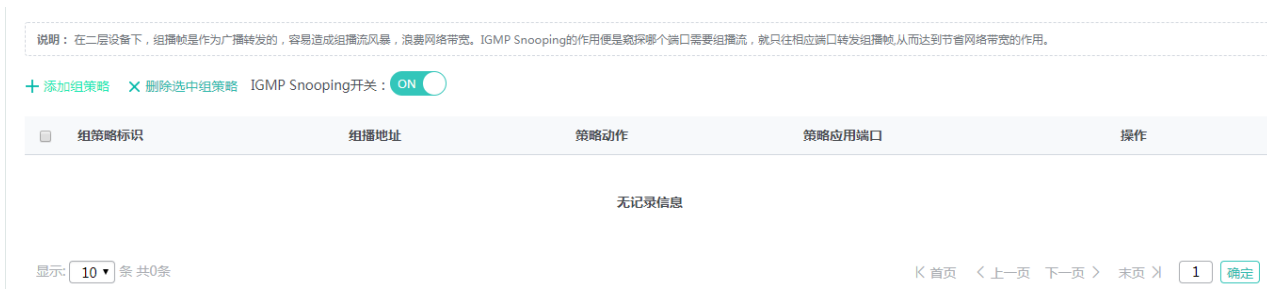 说明：在二层设备下，组播帧是作为广播转发的，容易造成组播流风暴，浪费网络带宽。IGMP Snooping的作用便是窥探哪个端口需要组播流，就只往相应端口转发组播帧,从而达到节省网络带宽的作用。
添加组策略 删除选中组策略 IGMP Snooping开关：ON
组策略标识 组播地址 策略动作 策略应用端口 操作
无记录信息
显示: 10 条 共0条 首页 上一页 下一页 末页 1 确定